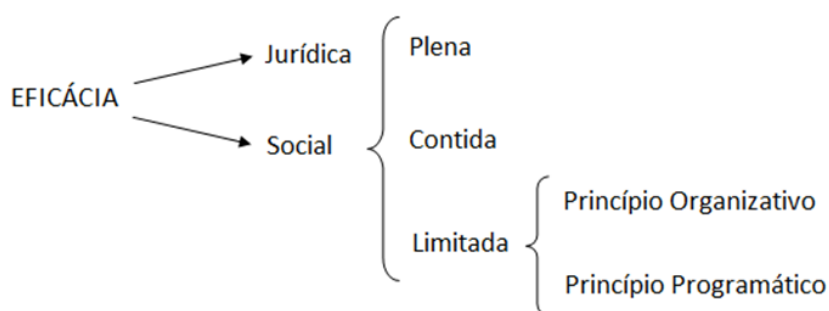 EFICÁCIA
Jurídica
Social
Plena
Contida
Limitada
Princípio Organizativo
Princípio Programático